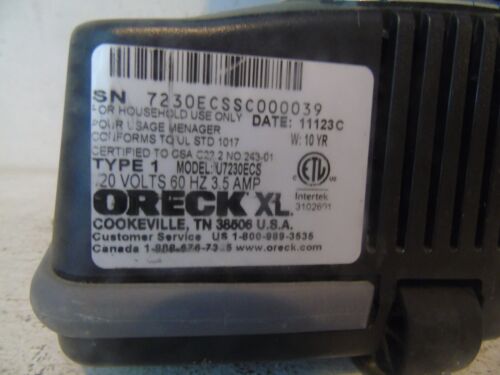 SN 7230ECSSC000039
FOR HOUSEHOLD USE ONLY DATE: 11123C
POUR USAGE MENAGER W: 10 YR
CONFORMS TO UL STD 1017
CERTIFIED TO CSA C22.2 NO 243-01
TYPE 1 MODEL: U7230ECS
120 VOLTS 60 HZ 3.5 AMP
ETL
Intertek
ORECK XL
COOKEVILLE, TN 38506 U.S.A.
Customer Service US 1-800-989-3535
Canada www.oreck.com